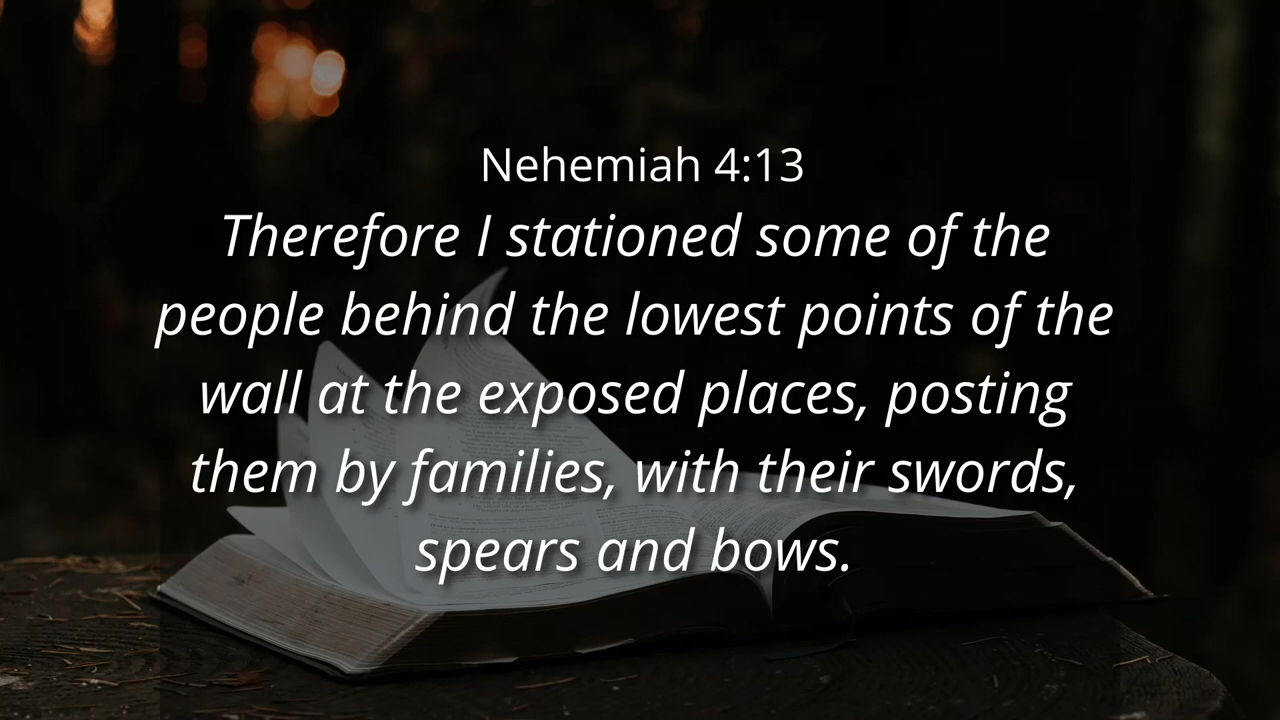 Nehemiah 4:13
Therefore I stationed some of the
people behind the lowest points of the
wall at the exposed places, posting
them by families, with their swords,
spears and bows.